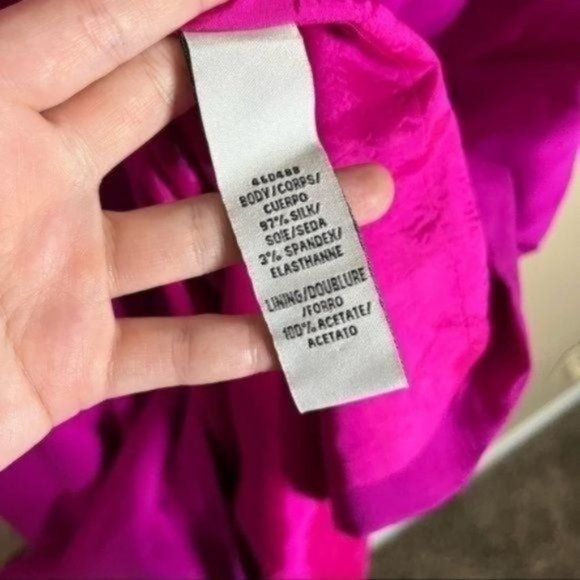 BODY/CORPS/
CUERPO
97% SILK/
SOIE/SEDA
3% SPANDEX/
ELASTHANNE
LINING/DOUBLURE
/FORRO
100% ACETATE/
ACETATO